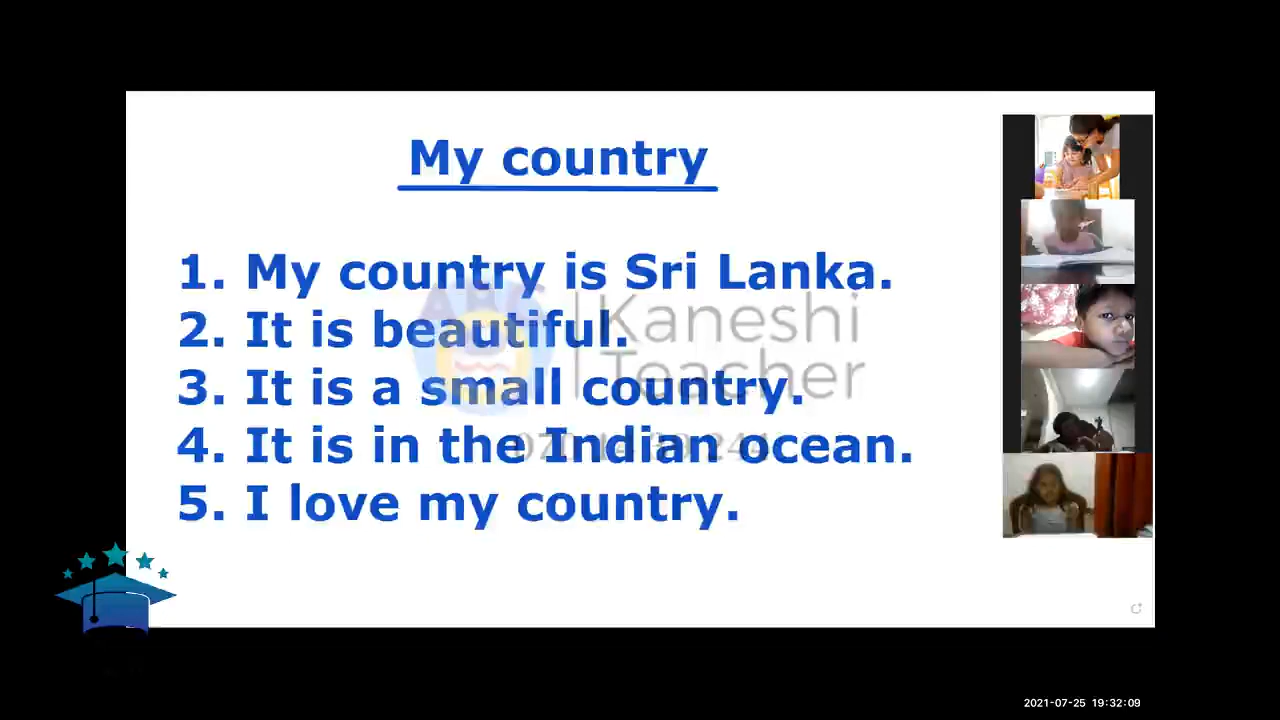 My country
1. My country is Sri Lanka.
2. It is beautiful.
3. It is a small country.
4. It is in the Indian ocean.
5. I love my country.
ABC
Kaneshi
Teacher
2021-07-25 19:32:09